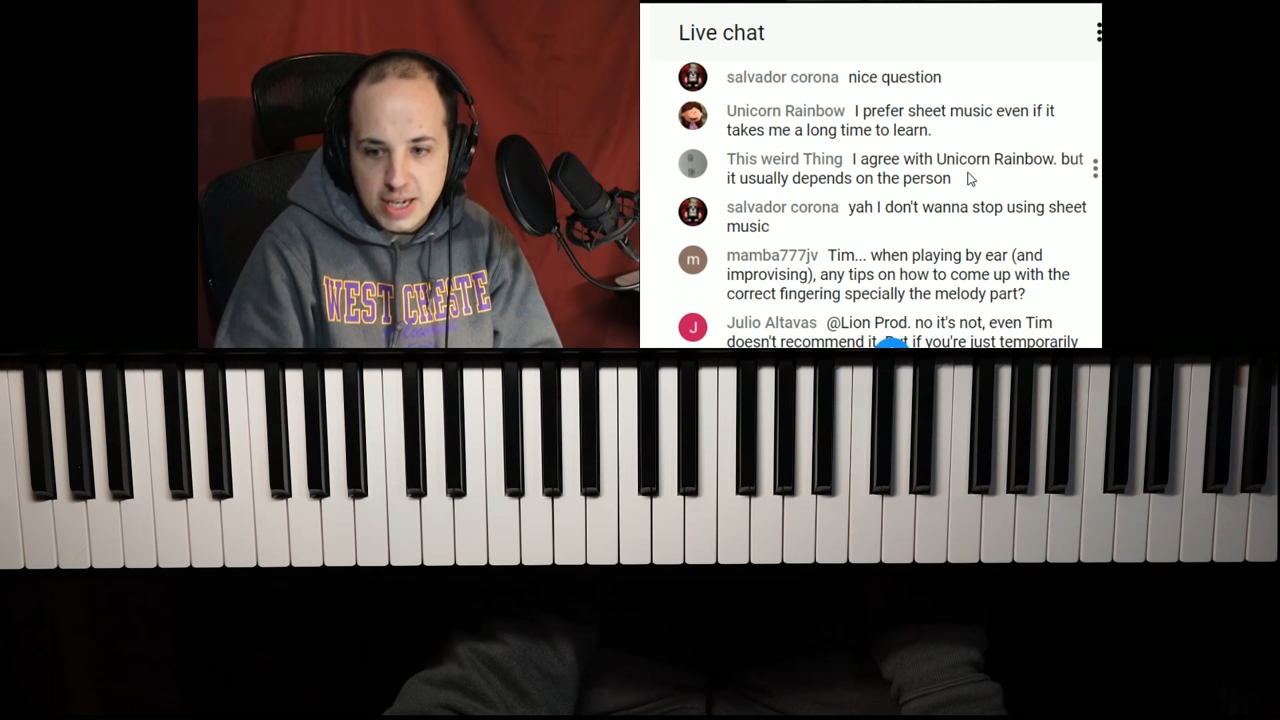 Live chat
salvador corona nice question
Unicorn Rainbow I prefer sheet music even if it
takes me a long time to learn.
This weird Thing I agree with Unicorn Rainbow. but
it usually depends on the person
salvador corona yah I don't wanna stop using sheet
music
m mamba777jv Tim... when playing by ear (and
improvising), any tips on how to come up with the
correct fingering specially the melody part?
J Julio Altavas @Lion Prod. no it's not, even Tim
doesn't recommend it. But if you're just temporarily
WEST CHESTE